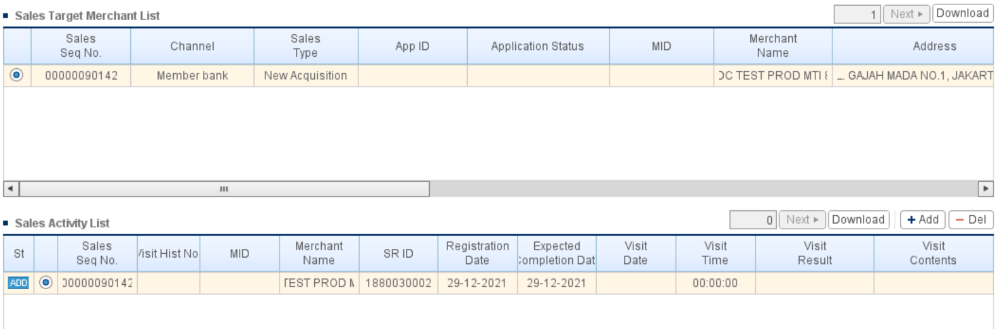 Sales Target Merchant List
1 Next Download
Sales Seq No. Channel Sales Type App ID Application Status MID Merchant Name Address
00000090142 Member bank New Acquisition TEST PROD MTI GAJAH MADA NO.1, JAKART
Sales Activity List
0 Next Download + Add − Del
St Sales Seq No. Visit Hist No MID Merchant Name SR ID Registration Date Expected Completion Dat Visit Date Visit Time Visit Result Visit Contents
ADD 00000090142 TEST PROD 1880030002 29-12-2021 29-12-2021 00:00:00